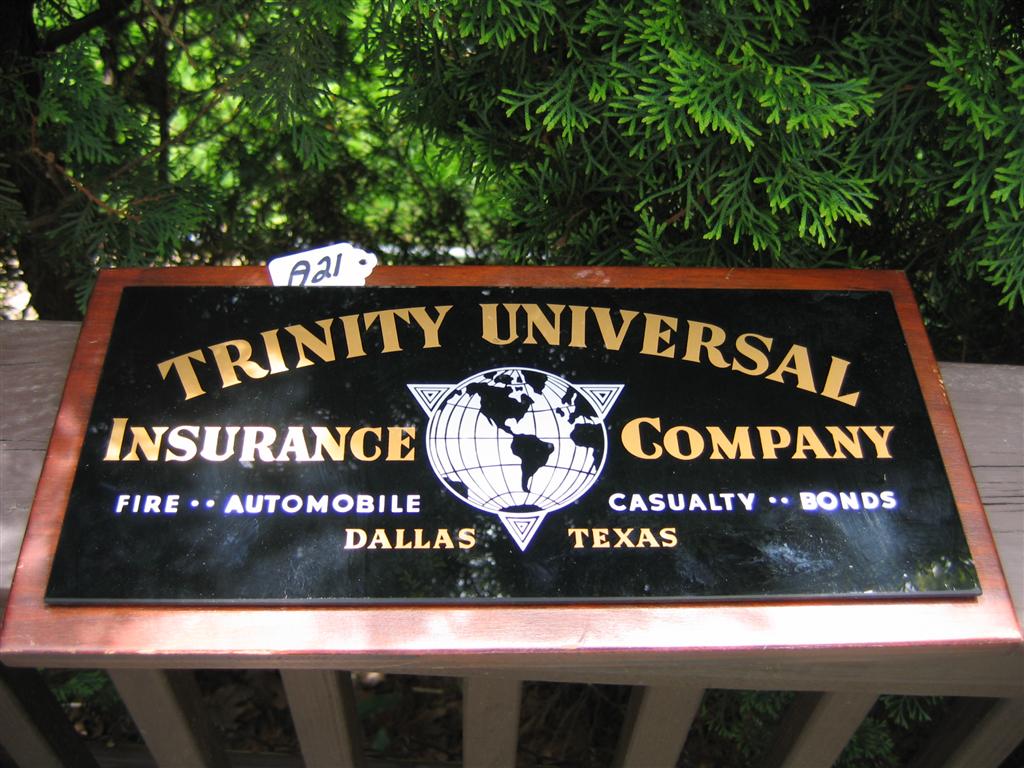 A21
TRINITY UNIVERSAL
INSURANCE COMPANY
FIRE •• AUTOMOBILE CASUALTY •• BONDS
DALLAS TEXAS